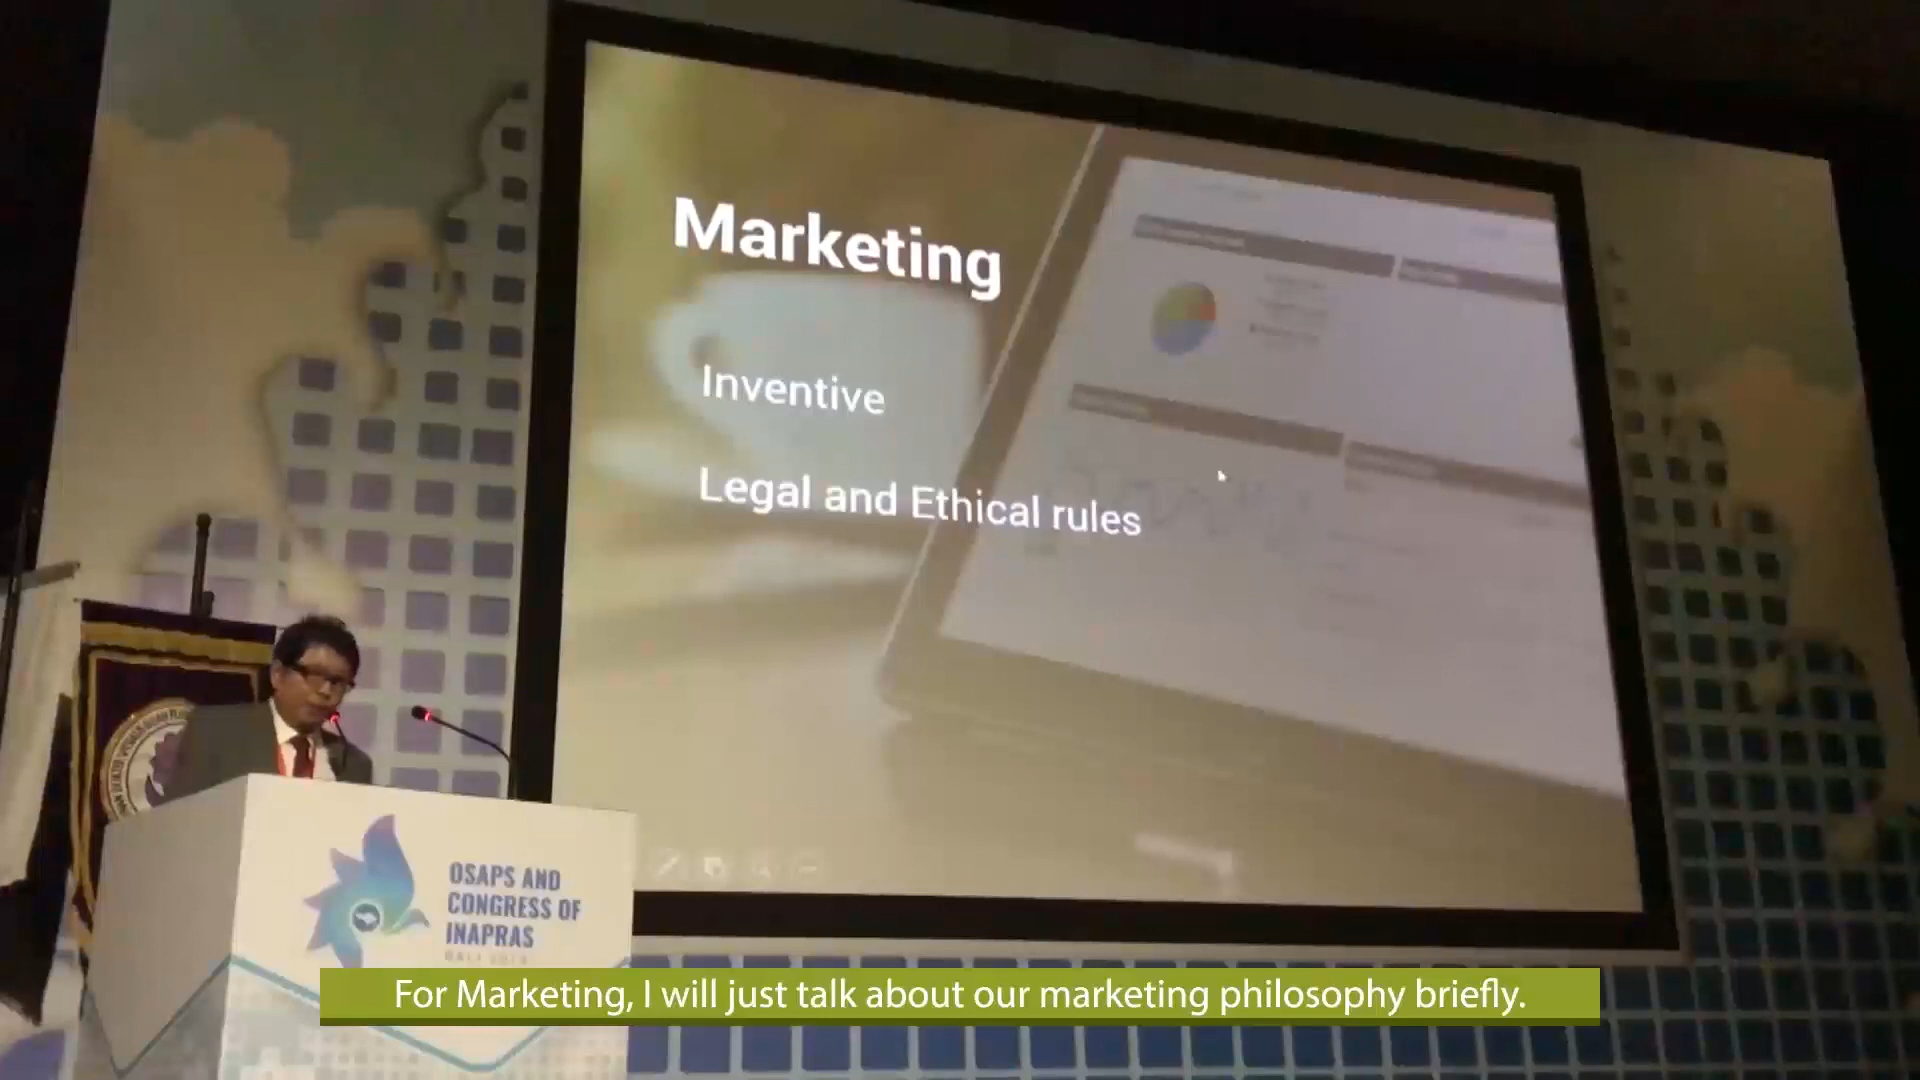 Marketing
Inventive
Legal and Ethical rules
OSAPS AND
CONGRESS OF
INAPRAS
For Marketing, I will just talk about our marketing philosophy briefly.